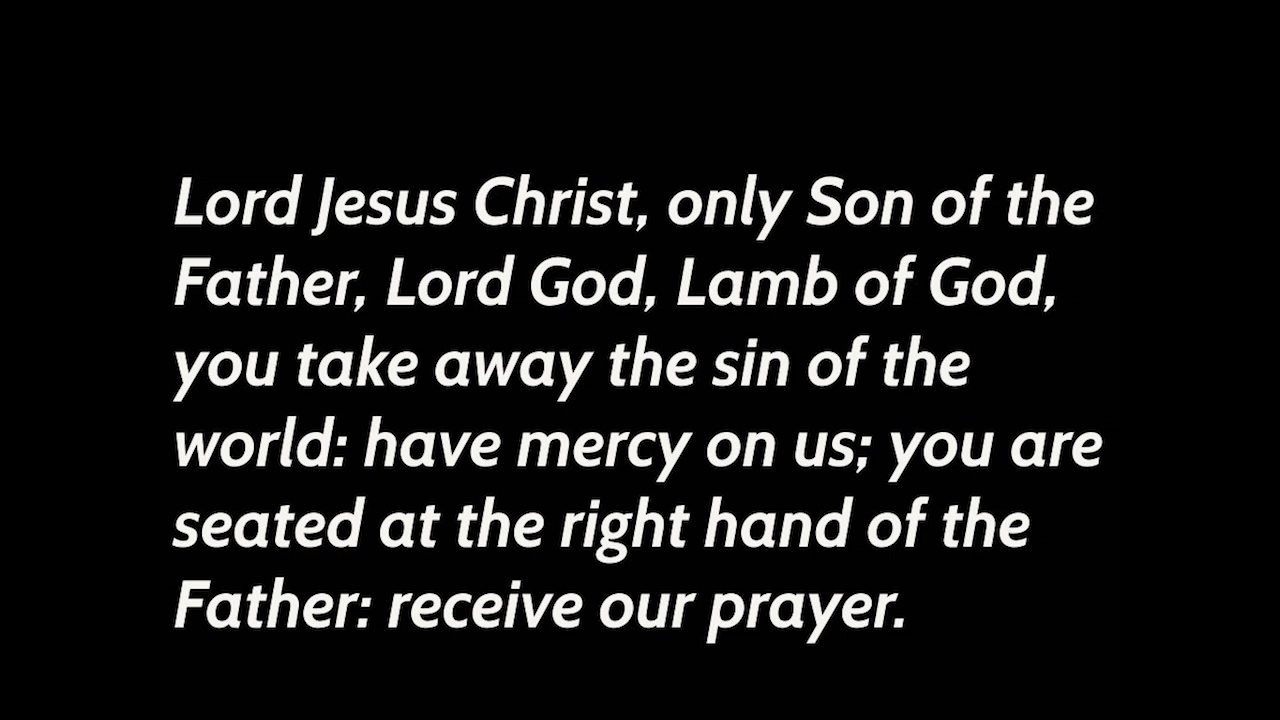 Lord Jesus Christ, only Son of the
Father, Lord God, Lamb of God,
you take away the sin of the
world: have mercy on us; you are
seated at the right hand of the
Father: receive our prayer.